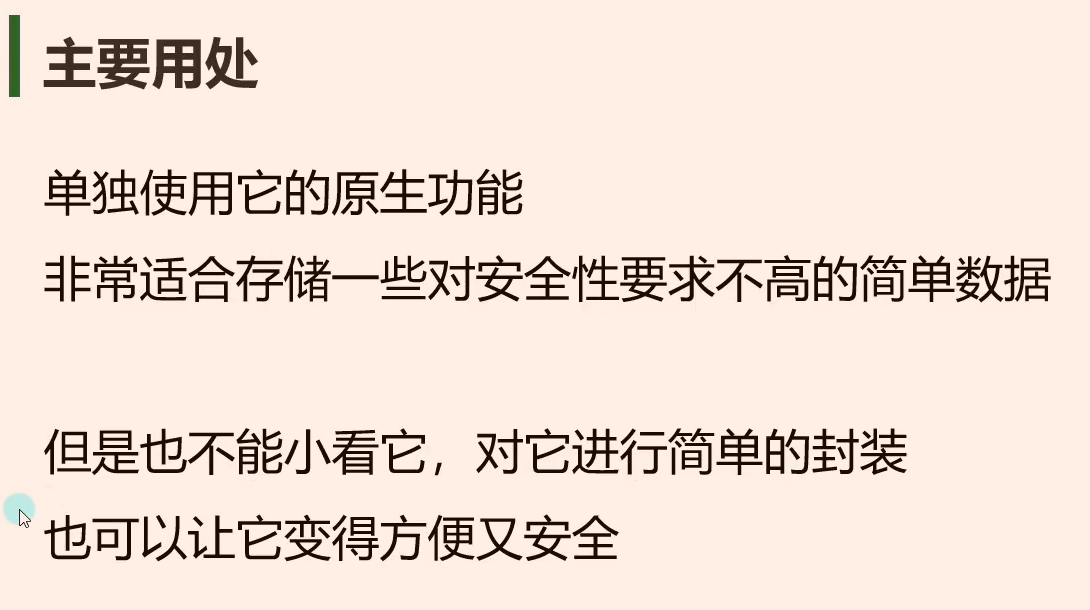 主要用处
单独使用它的原生功能
非常适合存储一些对安全性要求不高的简单数据
但是也不能小看它，对它进行简单的封装
也可以让它变得方便又安全